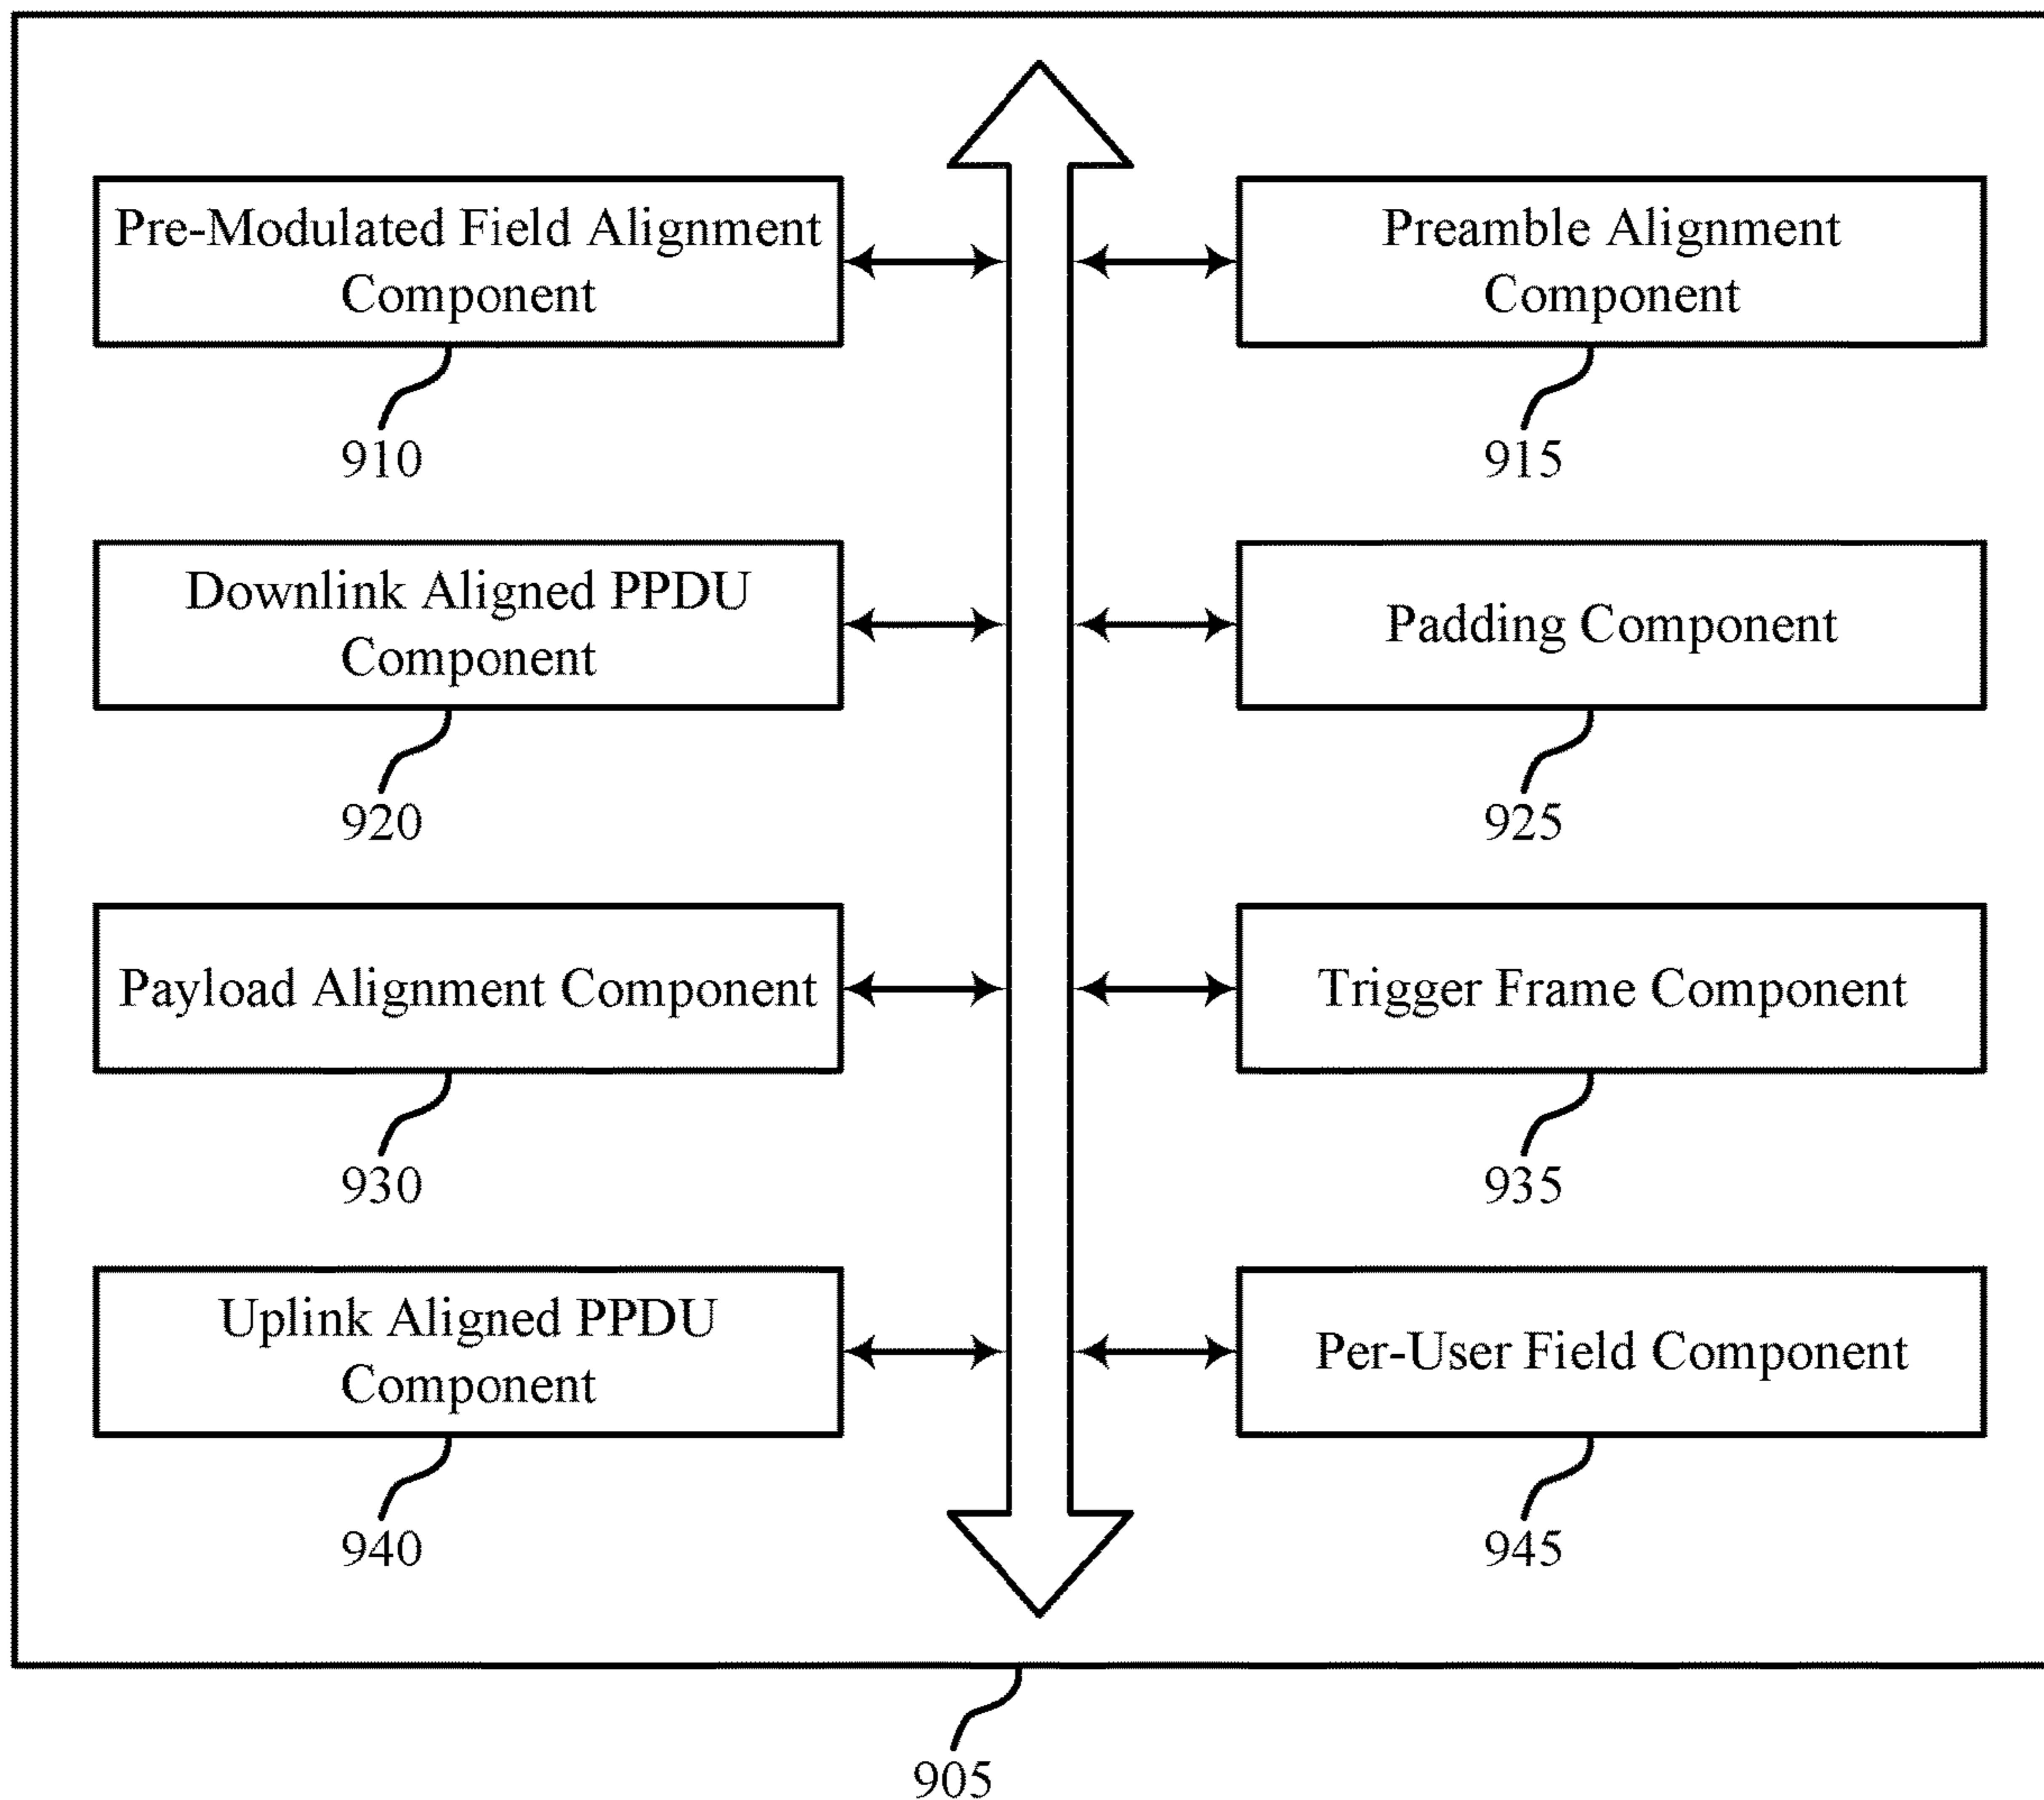 Pre-Modulated Field Alignment
Component
910
Preamble Alignment
Component
915
Downlink Aligned PPDU
Component
920
Padding Component
925
Payload Alignment Component
930
Trigger Frame Component
935
Uplink Aligned PPDU
Component
940
Per-User Field Component
945
905